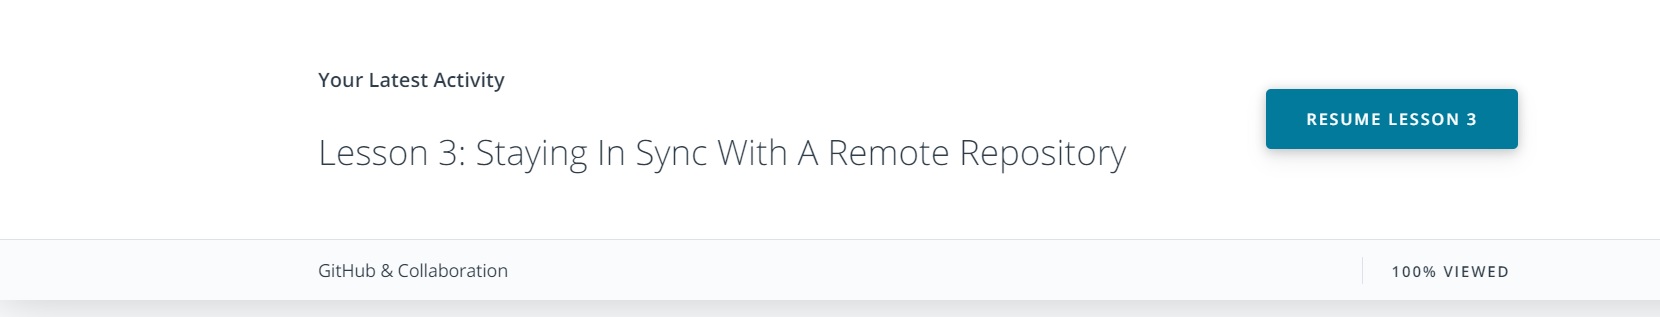 Your Latest Activity
Lesson 3: Staying In Sync With A Remote Repository
RESUME LESSON 3
GitHub & Collaboration
100% VIEWED